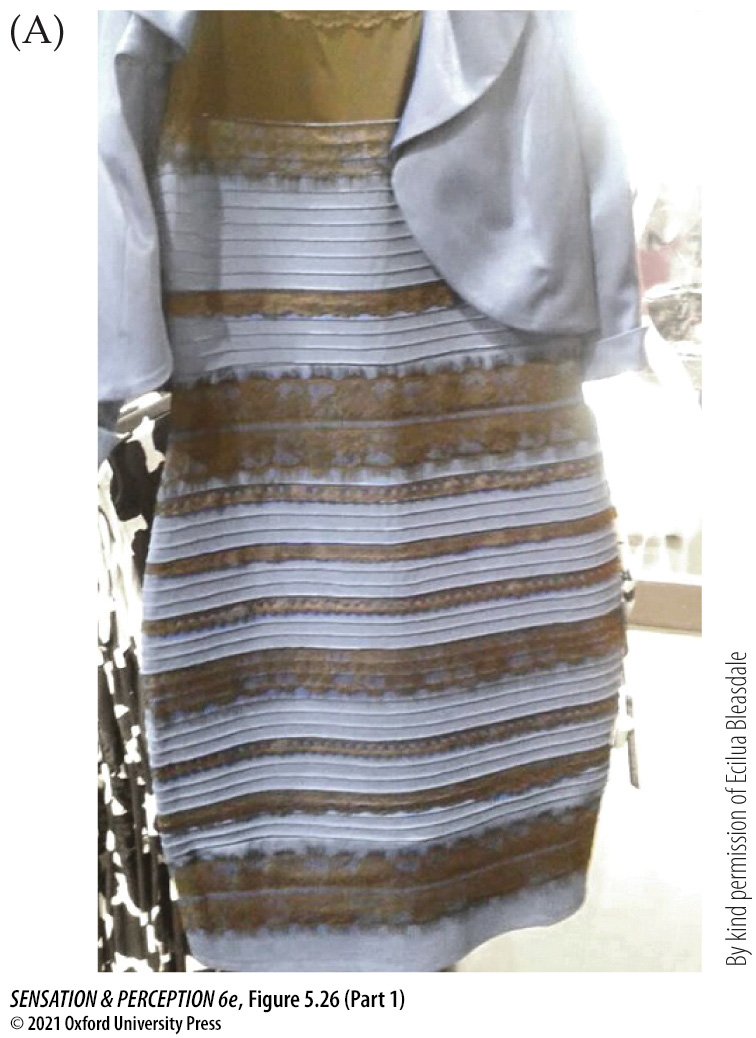 (A)
By kind permission of Ecilua Bleasdale
SENSATION & PERCEPTION 6e, Figure 5.26 (Part 1)
© 2021 Oxford University Press